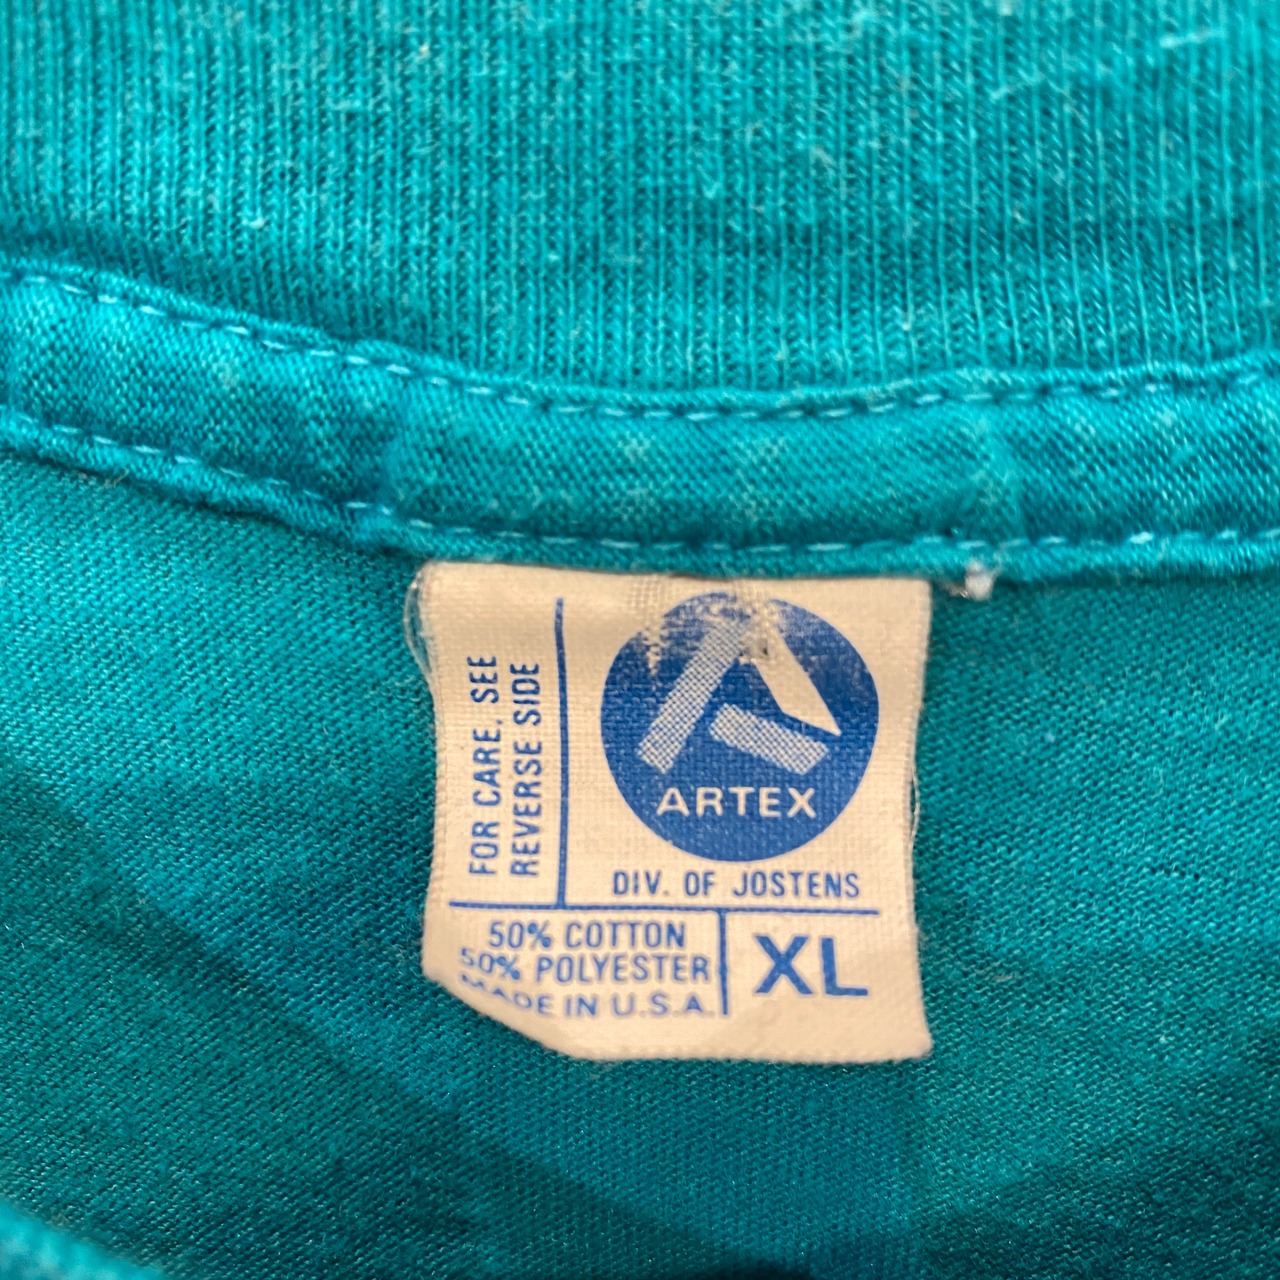 FOR CARE, SEE
REVERSE SIDE
ARTEX
DIV. OF JOSTENS
50% COTTON
50% POLYESTER
MADE IN U.S.A.
XL